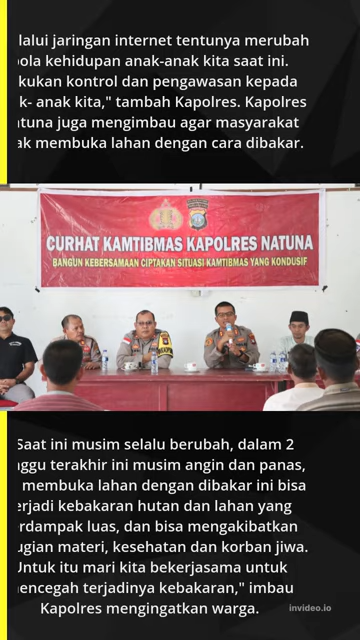 lalui jaringan internet tentunya merubah
pola kehidupan anak-anak kita saat ini.
kukan kontrol dan pengawasan kepada
k- anak kita," tambah Kapolres. Kapolres
atuna juga mengimbau agar masyarakat
ak membuka lahan dengan cara dibakar.
CURHAT KAMTIBMAS KAPOLRES NATUNA
BANGUN KEBERSAMAAN CIPTAKAN SITUASI KAMTIBMAS YANG KONDUSIF
Saat ini musim selalu berubah, dalam 2
nggu terakhir ini musim angin dan panas,
membuka lahan dengan dibakar ini bisa
erjadi kebakaran hutan dan lahan yang
erdampak luas, dan bisa mengakibatkan
ugian materi, kesehatan dan korban jiwa.
Untuk itu mari kita bekerjasama untuk
mencegah terjadinya kebakaran," imbau
Kapolres mengingatkan warga.
invideo.io